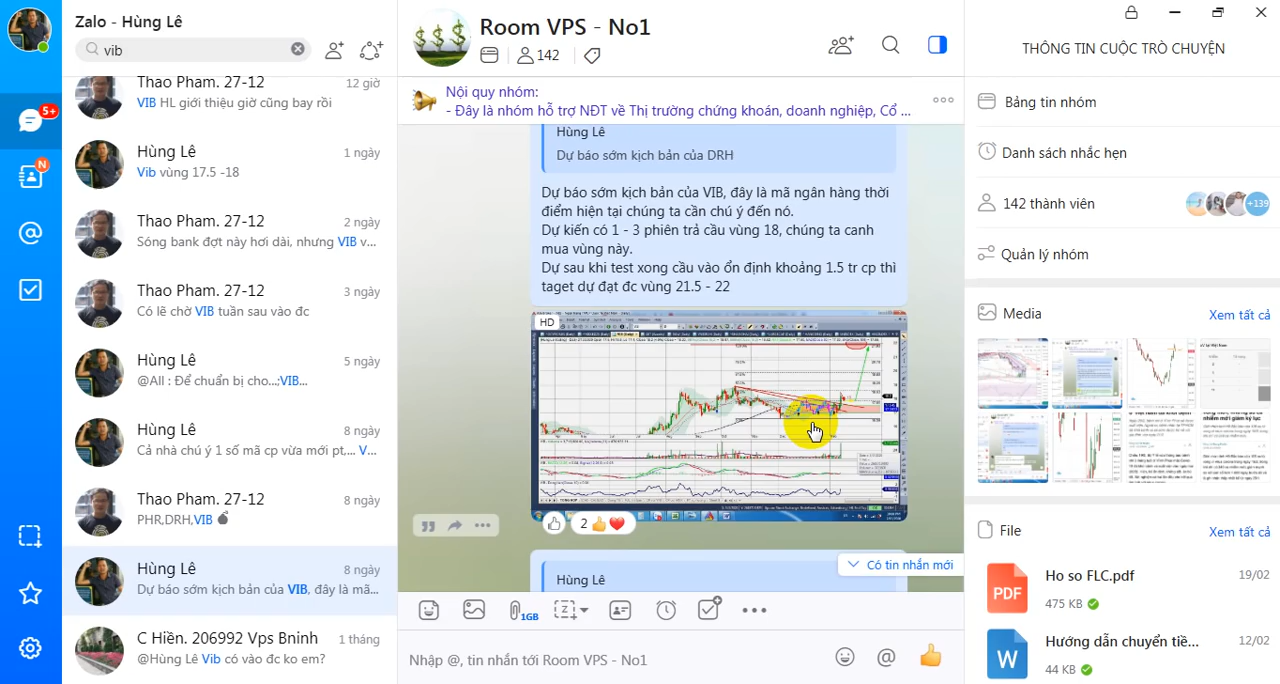 Zalo - Hùng Lê
vib
5+
N
Thao Pham. 27-12
12 giờ
VIB HL giới thiệu giờ cũng bay rồi
Hùng Lê
1 ngày
Vib vùng 17.5 -18
Thao Pham. 27-12
2 ngày
Sóng bank đợt này hơi dài, nhưng VIB v...
Thao Pham. 27-12
3 ngày
Có lẽ chờ VIB tuần sau vào đc
Hùng Lê
5 ngày
@All : Để chuẩn bị cho...;VIB...
Hùng Lê
8 ngày
Cả nhà chú ý 1 số mã cp vừa mới pt,... V...
Thao Pham. 27-12
8 ngày
PHR,DRH,VIB
Hùng Lê
8 ngày
Dự báo sớm kịch bản của VIB, đây là mã...
C Hiền. 206992 Vps Bninh
1 tháng
@Hùng Lê Vib có vào đc ko em?
Room VPS - No1
142
Nội quy nhóm:
- Đây là nhóm hỗ trợ NĐT về Thị trường chứng khoán, doanh nghiệp, Cổ ...
Hùng Lê
Dự báo sớm kịch bản của DRH
Dự báo sớm kịch bản của VIB, đây là mã ngân hàng thời
điểm hiện tại chúng ta cần chú ý đến nó.
Dự kiến có 1 - 3 phiên trả cầu vùng 18, chúng ta canh
mua vùng này.
Dự sau khi test xong cầu vào ổn định khoảng 1.5 tr cp thì
taget dự đạt đc vùng 21.5 - 22
HD
2
Hùng Lê
Có tin nhắn mới
1GB
Nhập @, tin nhắn tới Room VPS - No1
THÔNG TIN CUỘC TRÒ CHUYỆN
Bảng tin nhóm
Danh sách nhắc hẹn
142 thành viên
+139
Quản lý nhóm
Media
Xem tất cả
File
Xem tất cả
PDF
Ho so FLC.pdf
19/02
475 KB
W
Hướng dẫn chuyển tiề...
12/02
44 KB